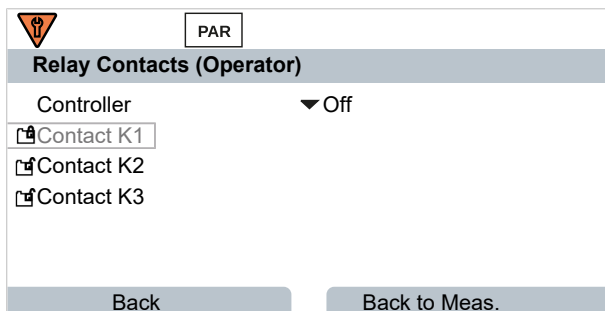 PAR
Relay Contacts (Operator)
Controller Off
Contact K1
Contact K2
Contact K3
Back Back to Meas.